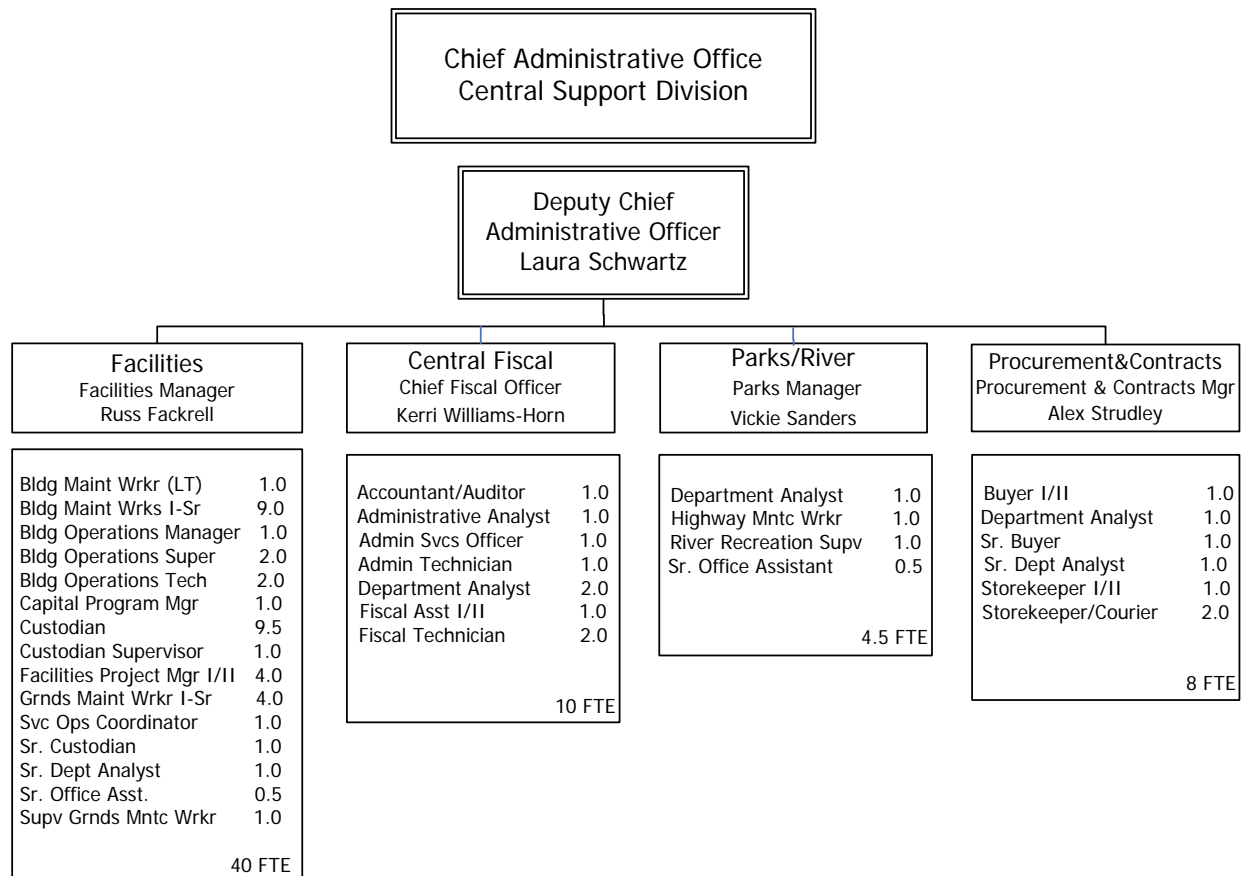 Chief Administrative Office
Central Support Division
Deputy Chief
Administrative Officer
Laura Schwartz
Facilities
Facilities Manager
Russ Fackrell
Bldg Maint Wrkr (LT) 1.0
Bldg Maint Wrks I-Sr 9.0
Bldg Operations Manager 1.0
Bldg Operations Super 2.0
Bldg Operations Tech 2.0
Capital Program Mgr 1.0
Custodian 9.5
Custodian Supervisor 1.0
Facilities Project Mgr I/II 4.0
Grnds Maint Wrkr I-Sr 4.0
Svc Ops Coordinator 1.0
Sr. Custodian 1.0
Sr. Dept Analyst 1.0
Sr. Office Asst. 0.5
Supv Grnds Mntc Wrkr 1.0
40 FTE
Central Fiscal
Chief Fiscal Officer
Kerri Williams-Horn
Accountant/Auditor 1.0
Administrative Analyst 1.0
Admin Svcs Officer 1.0
Admin Technician 1.0
Department Analyst 2.0
Fiscal Asst I/II 1.0
Fiscal Technician 2.0
10 FTE
Parks/River
Parks Manager
Vickie Sanders
Department Analyst 1.0
Highway Mntc Wrkr 1.0
River Recreation Supv 1.0
Sr. Office Assistant 0.5
4.5 FTE
Procurement&Contracts
Procurement & Contracts Mgr
Alex Strudley
Buyer I/II 1.0
Department Analyst 1.0
Sr. Buyer 1.0
Sr. Dept Analyst 1.0
Storekeeper I/II 1.0
Storekeeper/Courier 2.0
8 FTE